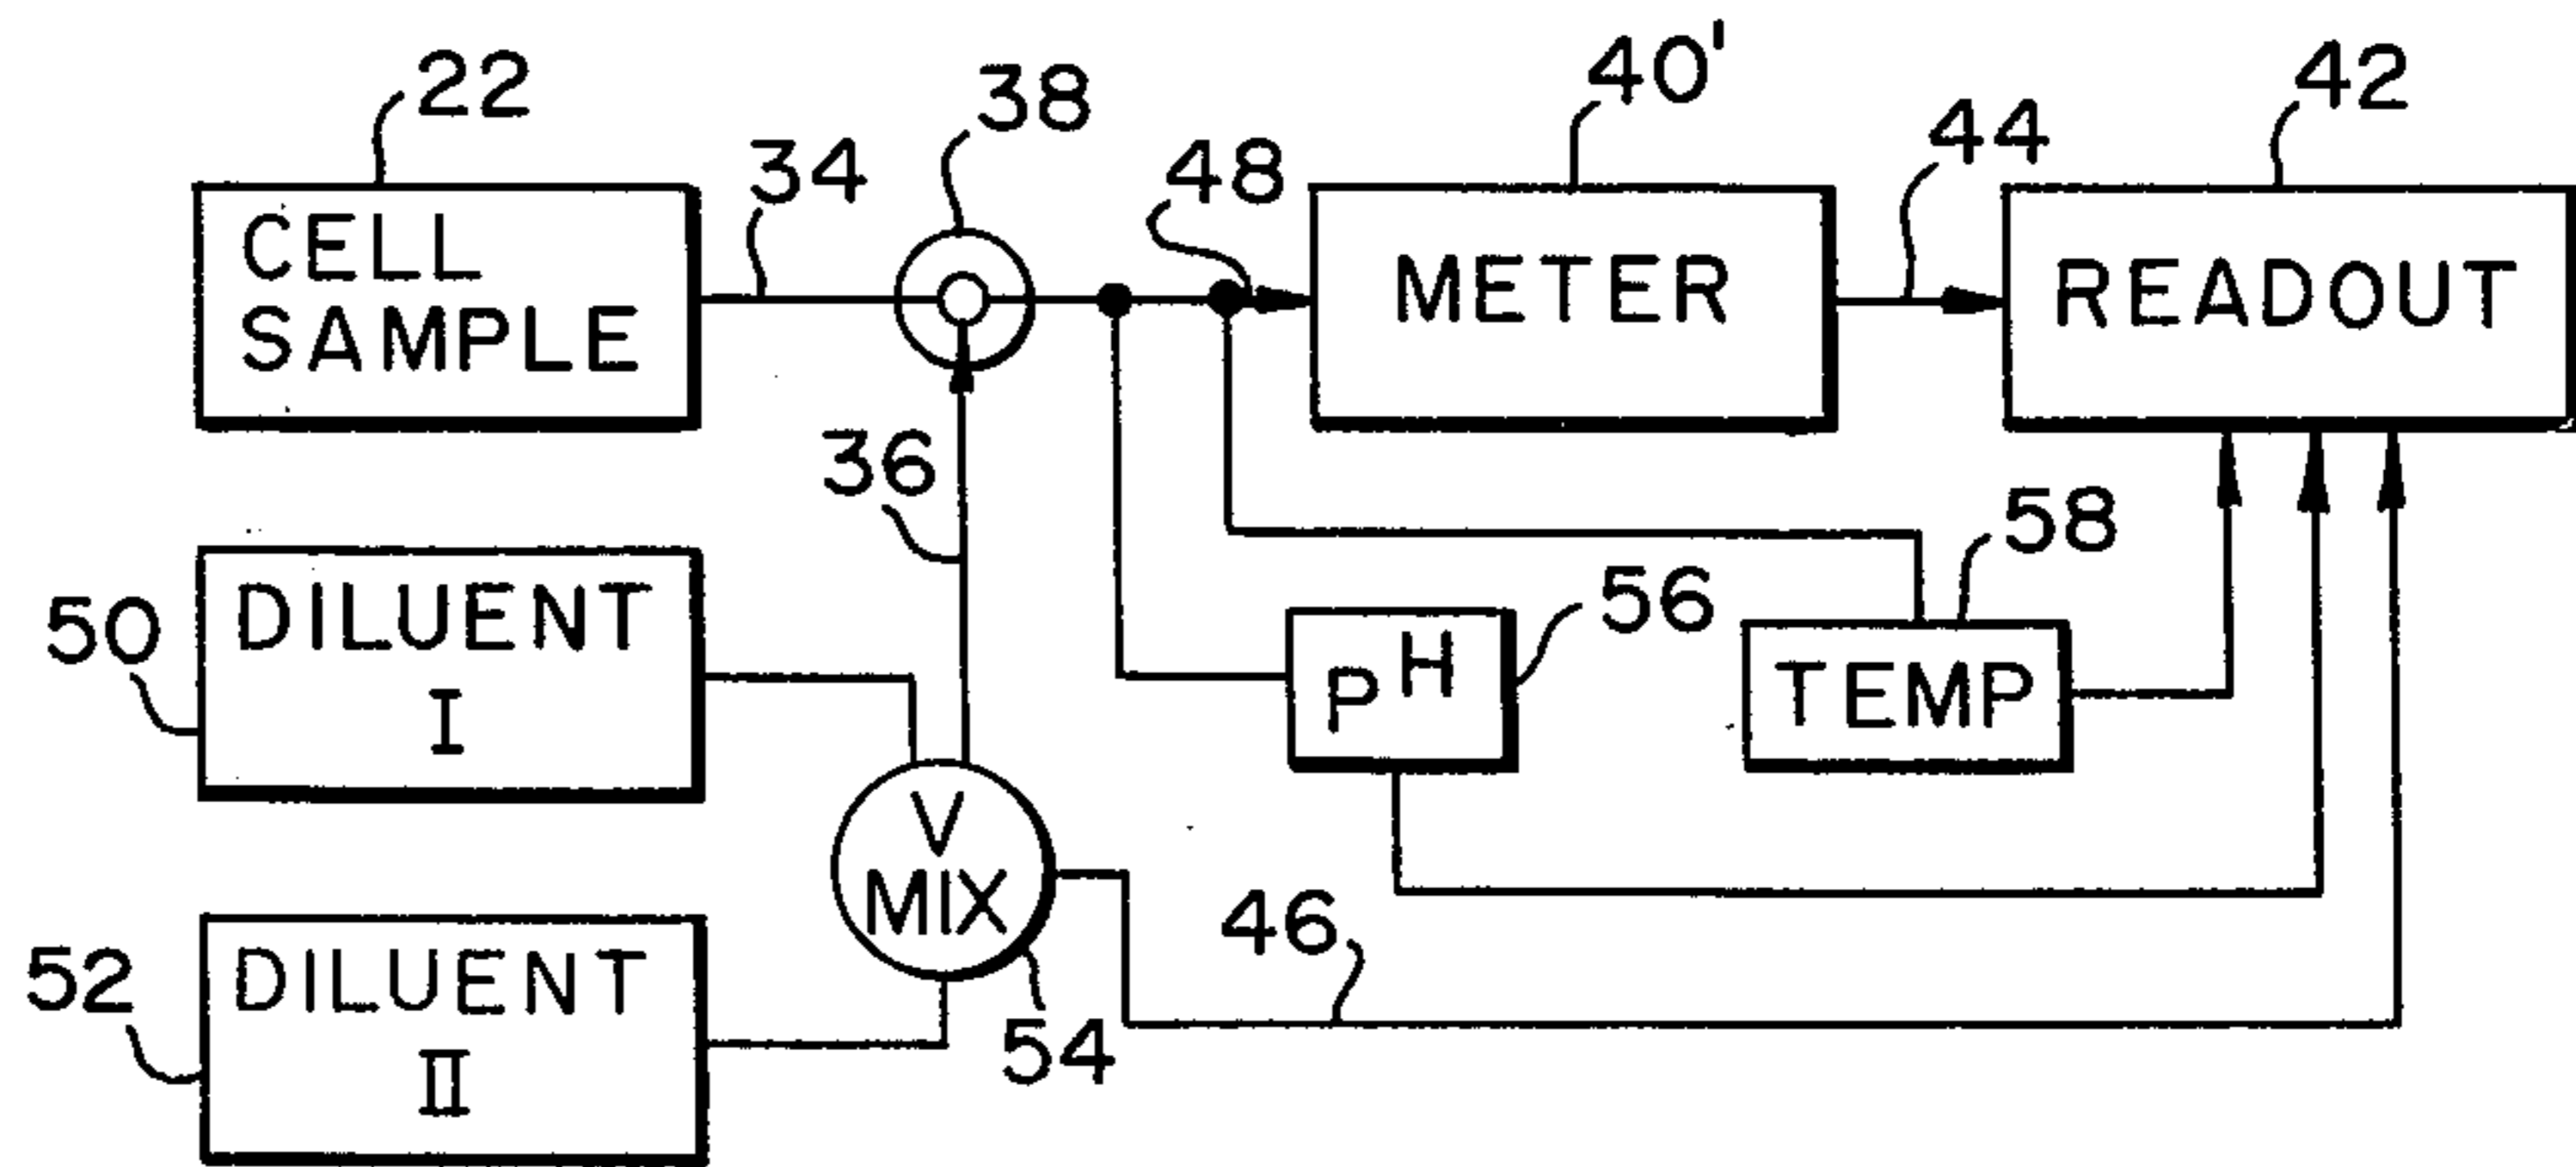 22
38
40'
42
34
48
44
CELL
SAMPLE
METER
READOUT
36
58
50
DILUENT
I
56
PH
TEMP
V
MIX
46
52
DILUENT
II
54